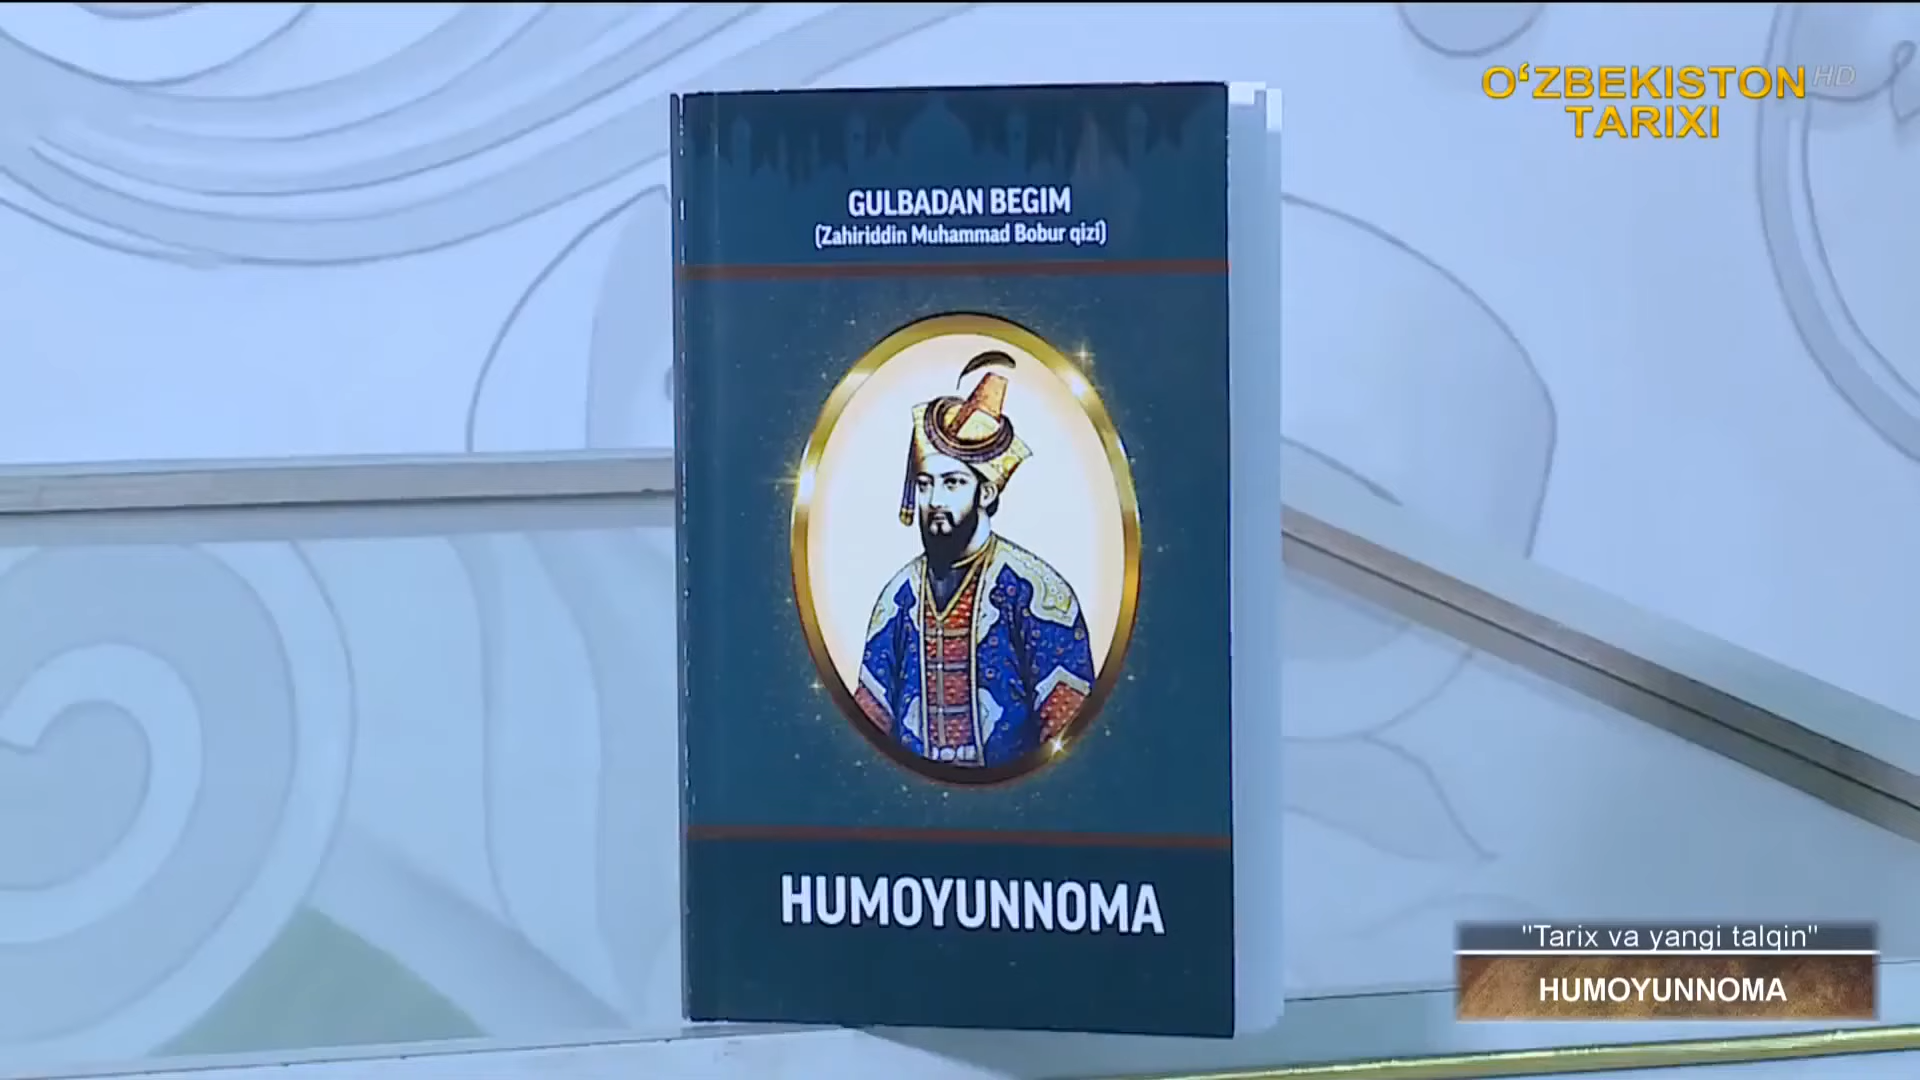 O‘ZBEKISTON HD
TARIXI
GULBADAN BEGIM
(Zahiriddin Muhammad Bobur qizi)
HUMOYUNNOMA
"Tarix va yangi talqin"
HUMOYUNNOMA